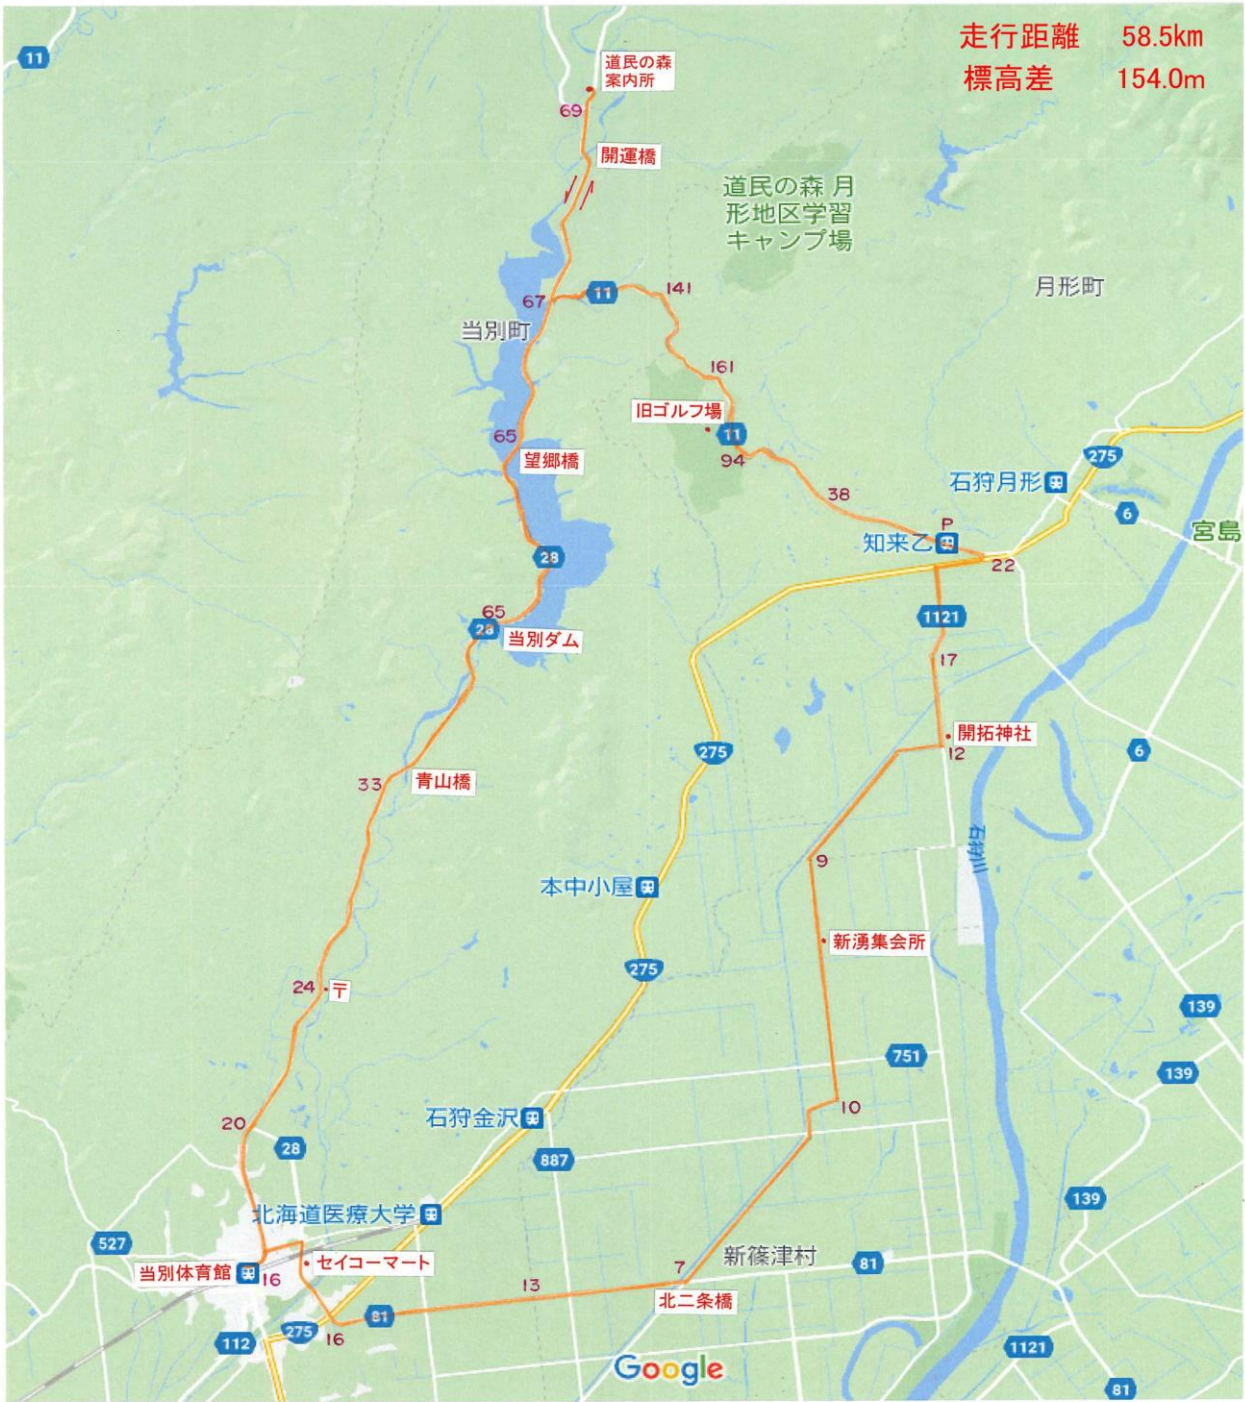 走行距離 58.5km
標高差 154.0m
11
道民の森
案内所
69
開運橋
道民の森 月
形地区学習
キャンプ場
月形町
67
11
141
当別町
161
旧ゴルフ場
11
94
65
望郷橋
275
石狩月形
6
38
P
知来乙
宮島
22
28
1121
65
28
当別ダム
17
開拓神社
12
6
275
33
青山橋
石狩川
9
本中小屋
新湧集会所
275
24
〒
139
751
139
10
20
石狩金沢
28
887
139
北海道医療大学
527
新篠津村
81
当別体育館
16
セイコーマート
7
13
北二条橋
81
275
16
112
1121
Google
81